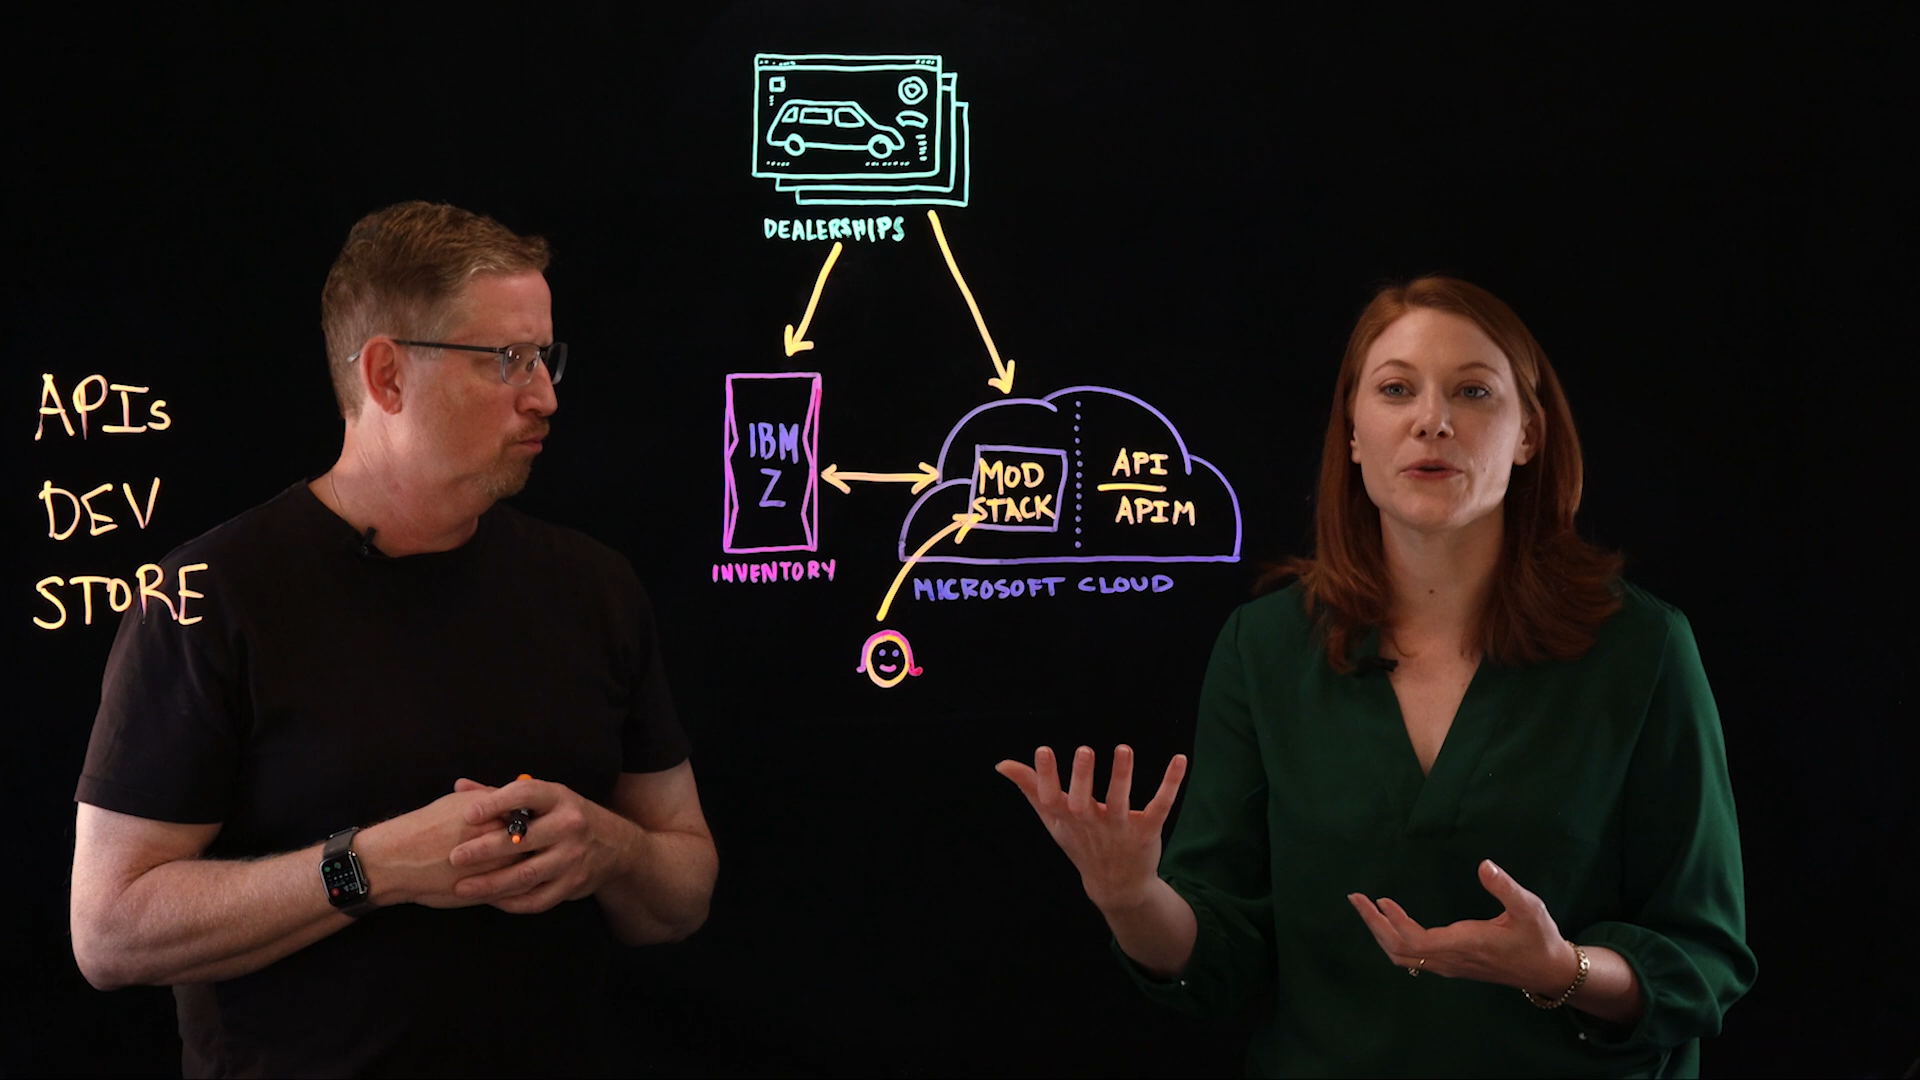 DEALERSHIPS
APIs
DEV
STORE
IBM
Z
INVENTORY
MOD
STACK
API
APIM
MICROSOFT CLOUD